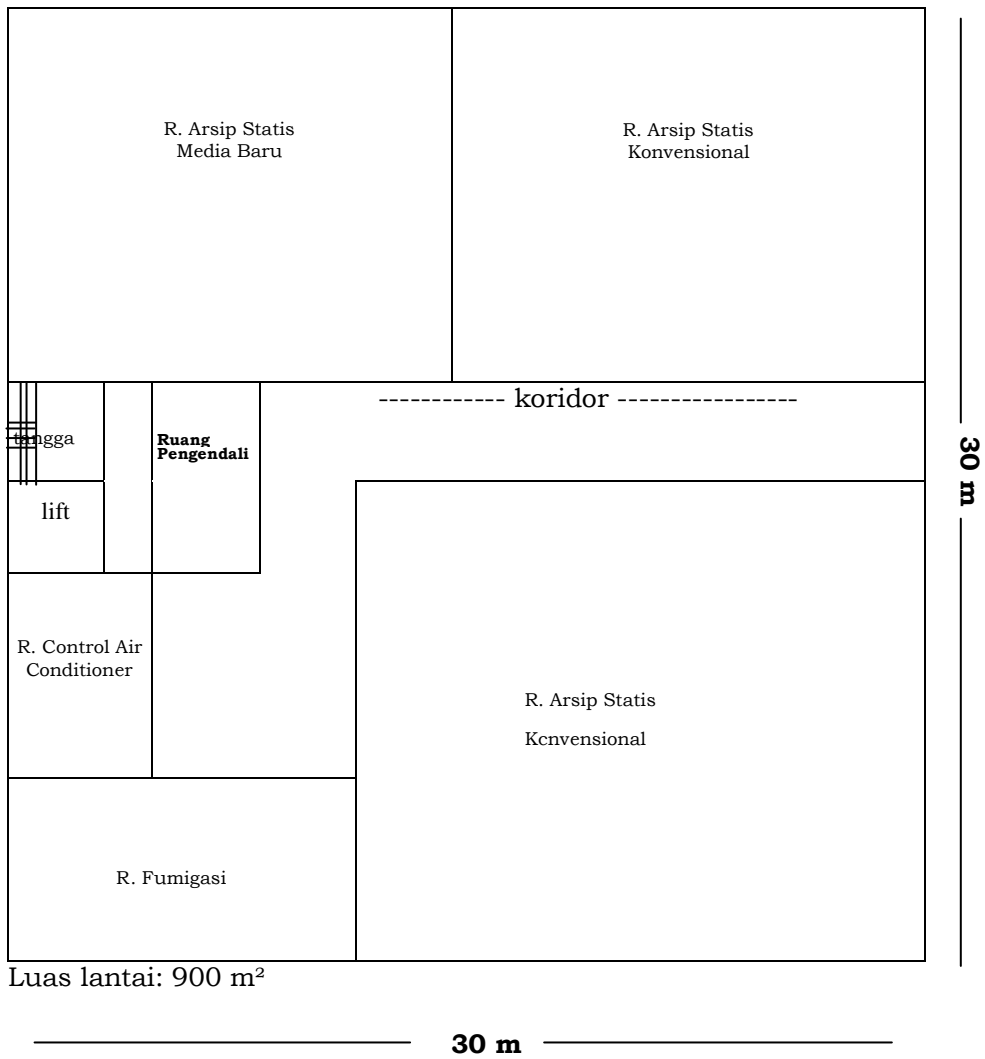 R. Arsip Statis
Media Baru
R. Arsip Statis
Konvensional
------------ koridor -----------------
tangga
Ruang
Pengendali
lift
30 m
R. Control Air
Conditioner
R. Arsip Statis
Kcnvensional
R. Fumigasi
Luas lantai: 900 m²
30 m